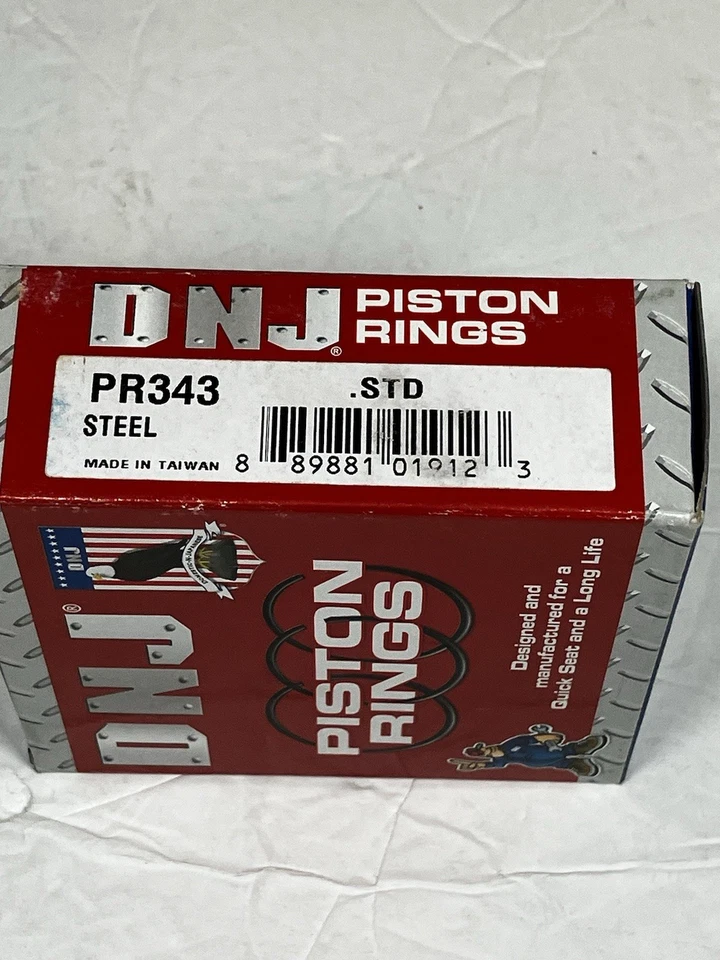 DNJ® PISTON
RINGS
PR343 .STD
STEEL
MADE IN TAIWAN 8 89881 01912 3
DNJ
DNJ®
PISTON
RINGS
Designed and
manufactured for a
Quick Seat and a Long Life